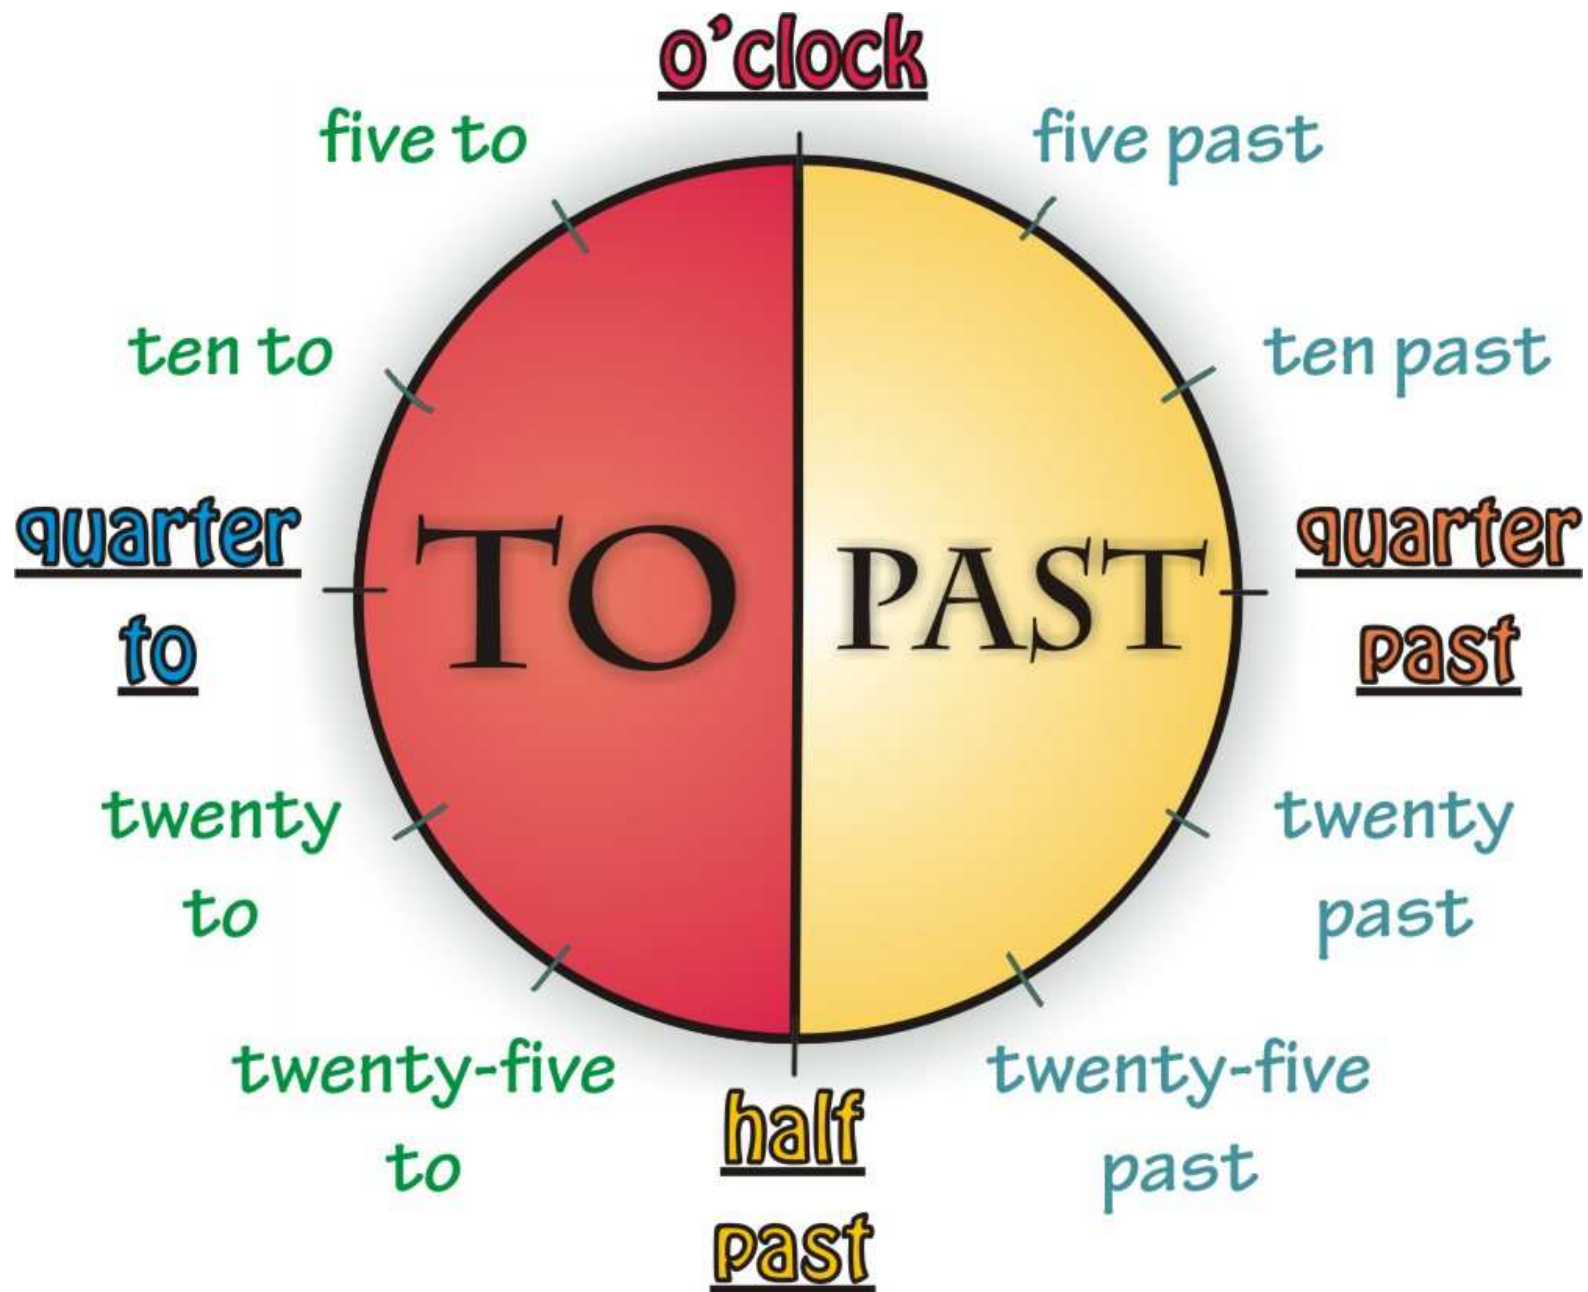 o'clock
five to
five past
ten to
ten past
quarter
to
TO
PAST
quarter
past
twenty
to
twenty
past
twenty-five
to
half
past
twenty-five
past